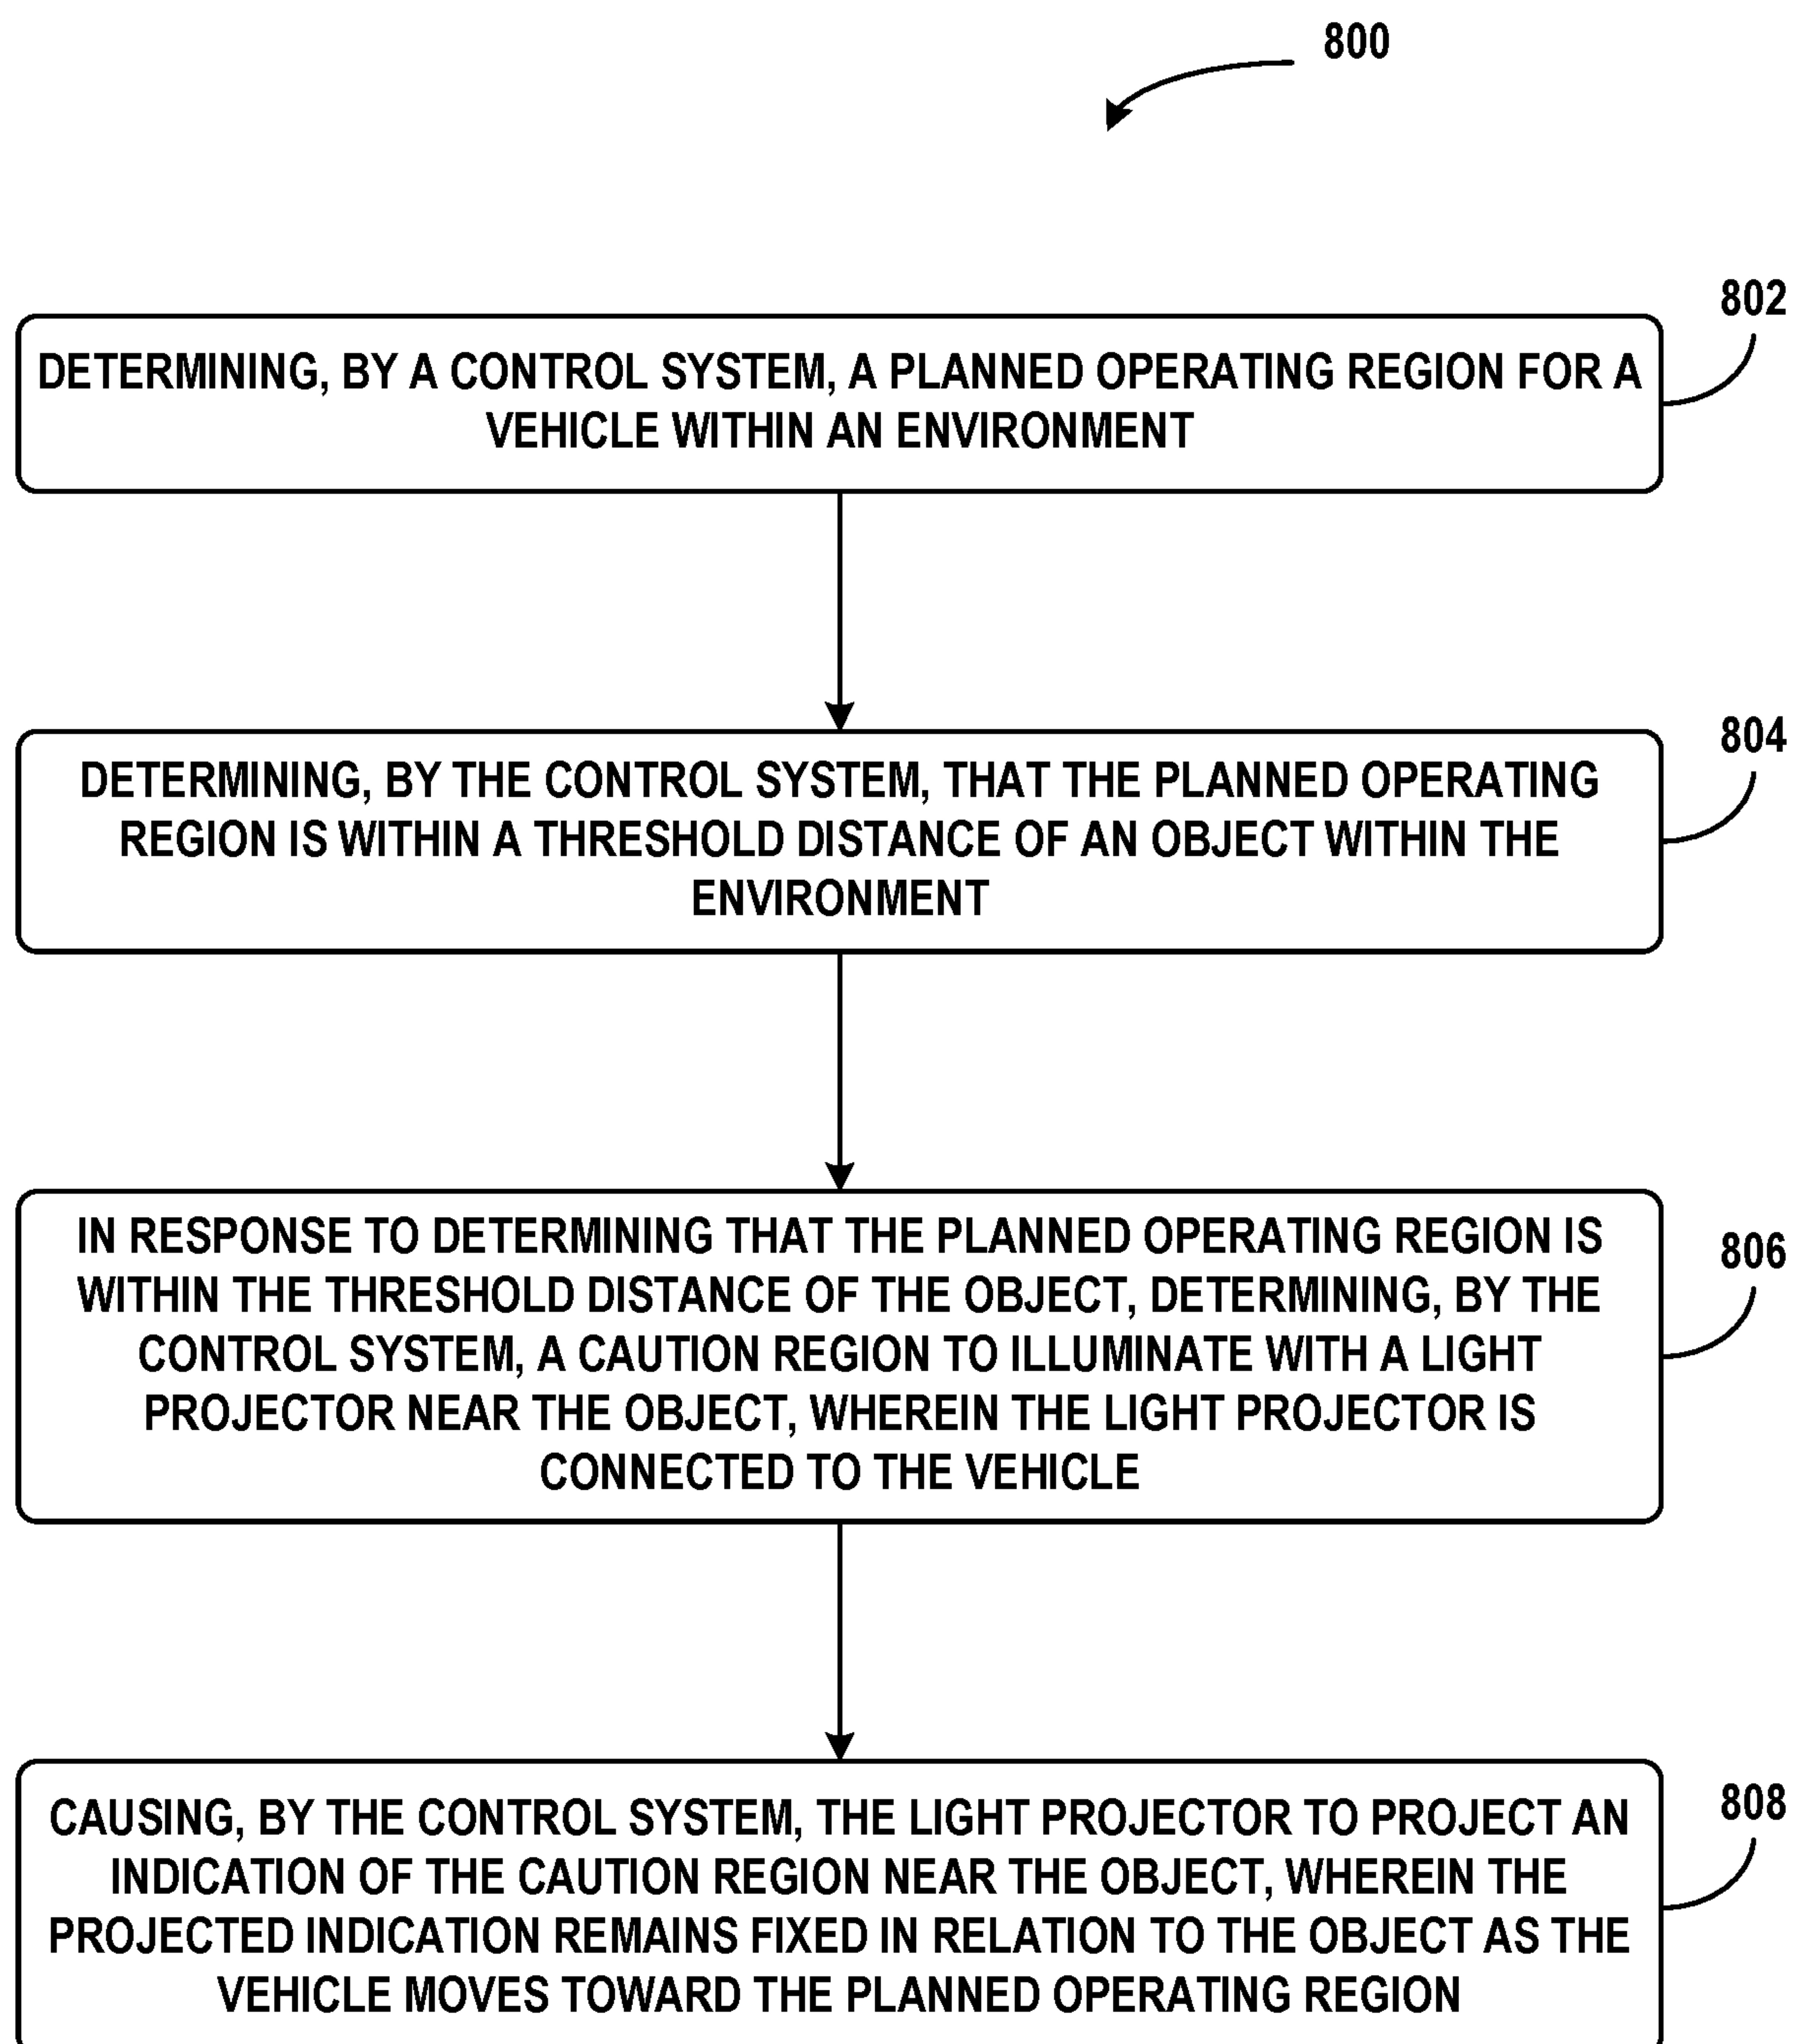 800
802
DETERMINING, BY A CONTROL SYSTEM, A PLANNED OPERATING REGION FOR A
VEHICLE WITHIN AN ENVIRONMENT
804
DETERMINING, BY THE CONTROL SYSTEM, THAT THE PLANNED OPERATING
REGION IS WITHIN A THRESHOLD DISTANCE OF AN OBJECT WITHIN THE
ENVIRONMENT
806
IN RESPONSE TO DETERMINING THAT THE PLANNED OPERATING REGION IS
WITHIN THE THRESHOLD DISTANCE OF THE OBJECT, DETERMINING, BY THE
CONTROL SYSTEM, A CAUTION REGION TO ILLUMINATE WITH A LIGHT
PROJECTOR NEAR THE OBJECT, WHEREIN THE LIGHT PROJECTOR IS
CONNECTED TO THE VEHICLE
808
CAUSING, BY THE CONTROL SYSTEM, THE LIGHT PROJECTOR TO PROJECT AN
INDICATION OF THE CAUTION REGION NEAR THE OBJECT, WHEREIN THE
PROJECTED INDICATION REMAINS FIXED IN RELATION TO THE OBJECT AS THE
VEHICLE MOVES TOWARD THE PLANNED OPERATING REGION